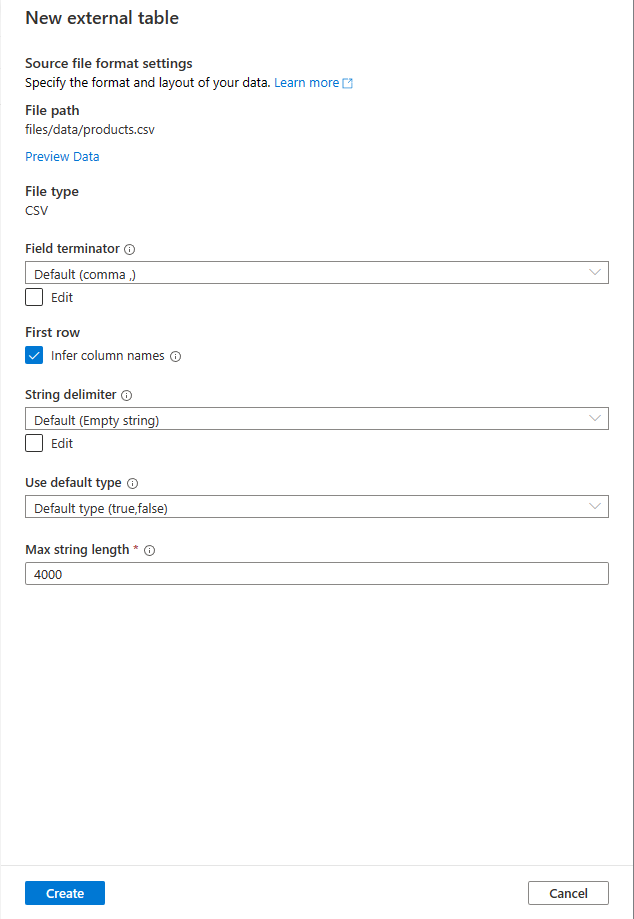 New external table
Source file format settings
Specify the format and layout of your data. Learn more
File path
files/data/products.csv
Preview Data
File type
CSV
Field terminator
Default (comma ,)
Edit
First row
Infer column names
String delimiter
Default (Empty string)
Edit
Use default type
Default type (true,false)
Max string length *
4000
Create Cancel